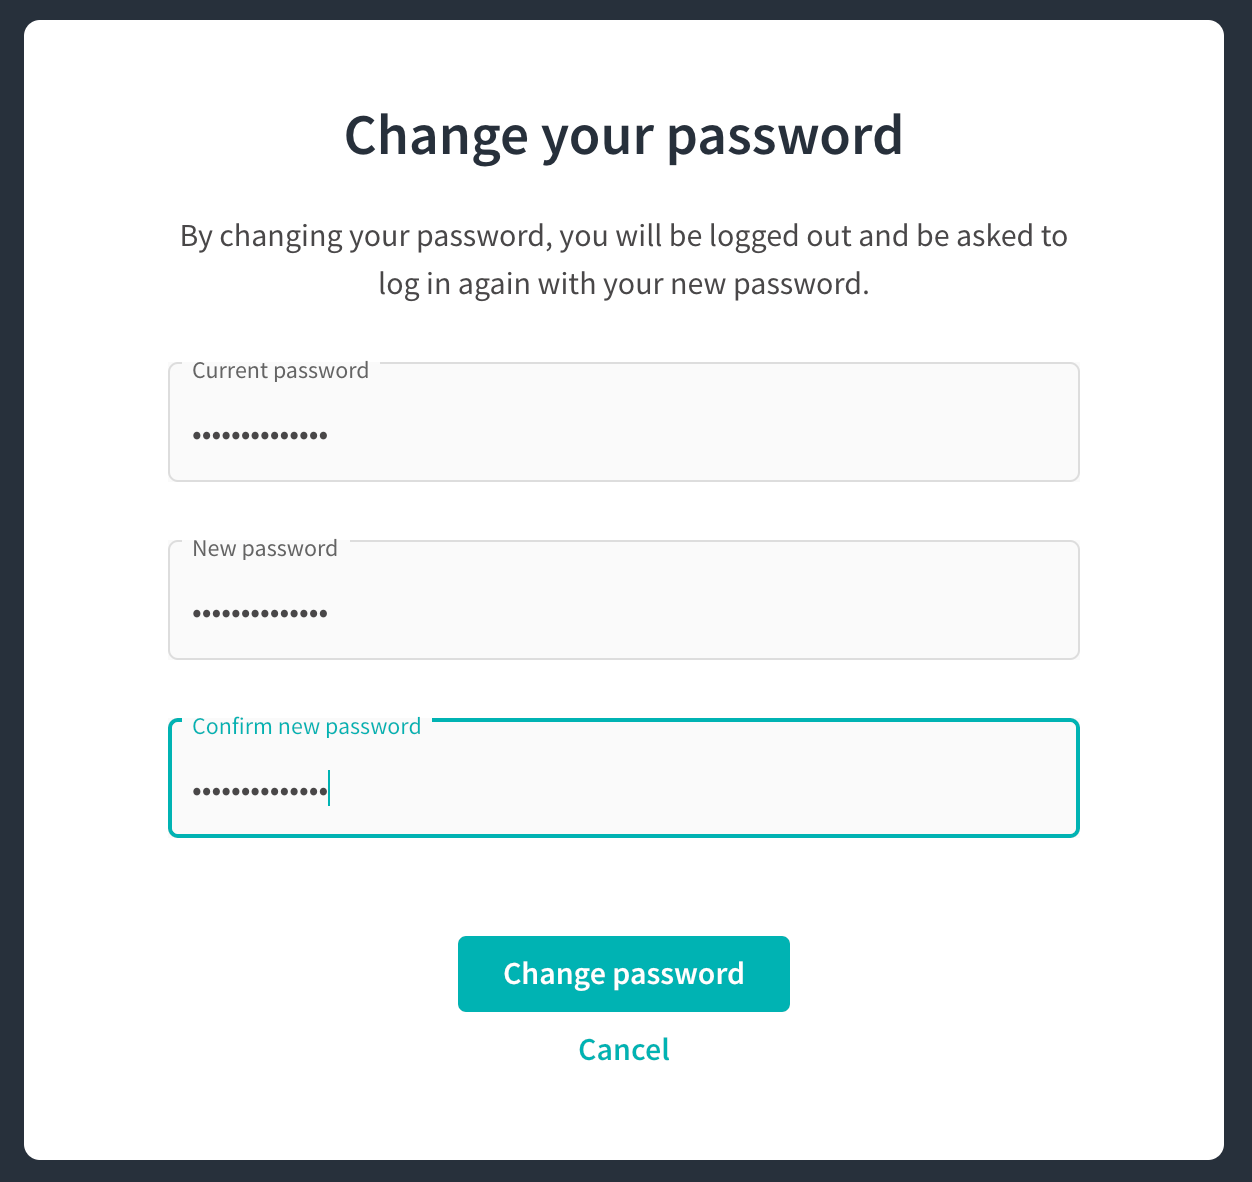 Change your password
By changing your password, you will be logged out and be asked to
log in again with your new password.
Current password
••••••••••••••
New password
••••••••••••••
Confirm new password
••••••••••••••
Change password
Cancel